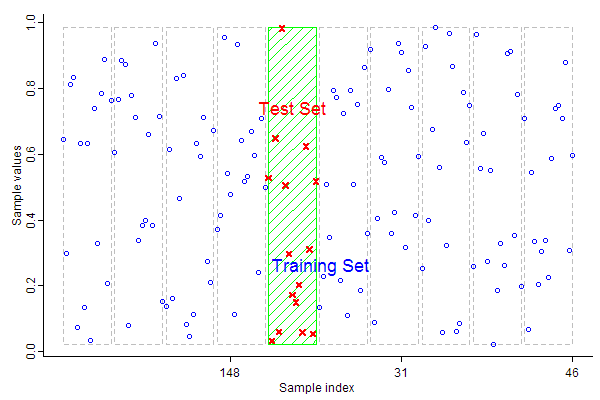 1.0
0.8
0.6
0.4
0.2
0.0
Sample values
Test Set
Training Set
148
31
46
Sample index